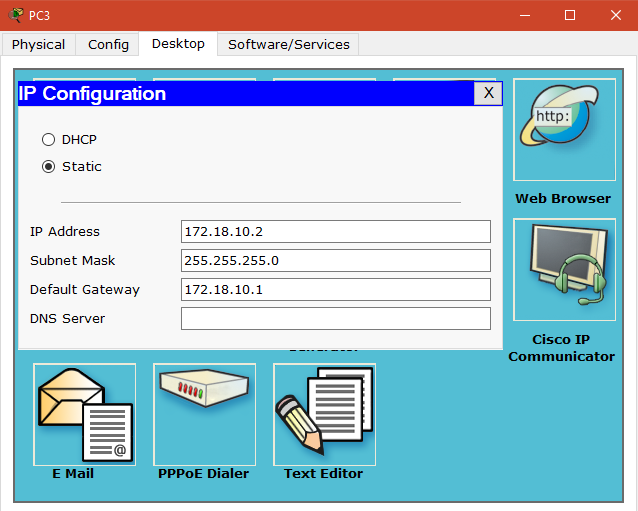 PC3
Physical Config Desktop Software/Services
IP Configuration X
DHCP
Static
IP Address 172.18.10.2
Subnet Mask 255.255.255.0
Default Gateway 172.18.10.1
DNS Server
http:
Web Browser
Cisco IP
Communicator
@
E Mail PPPoE Dialer Text Editor